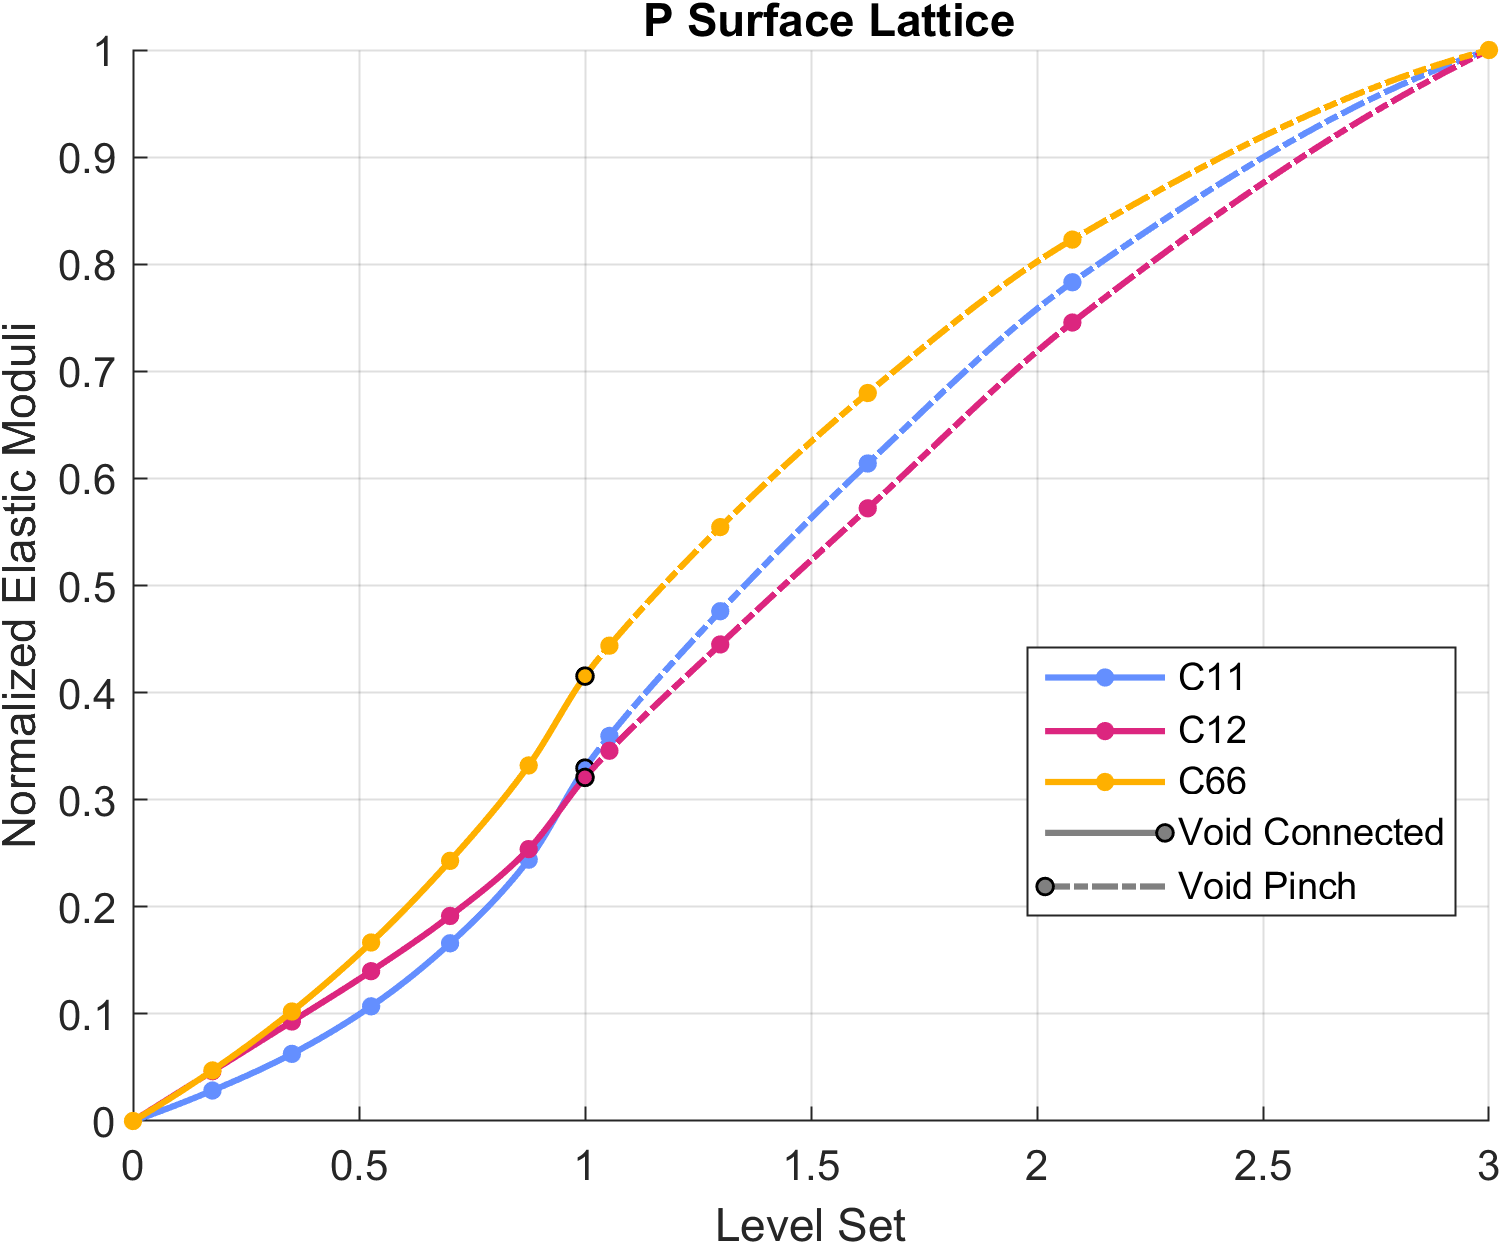 P Surface Lattice
Normalized Elastic Moduli
1
0.9
0.8
0.7
0.6
0.5
0.4
0.3
0.2
0.1
0
C11
C12
C66
Void Connected
Void Pinch
0 0.5 1 1.5 2 2.5 3
Level Set